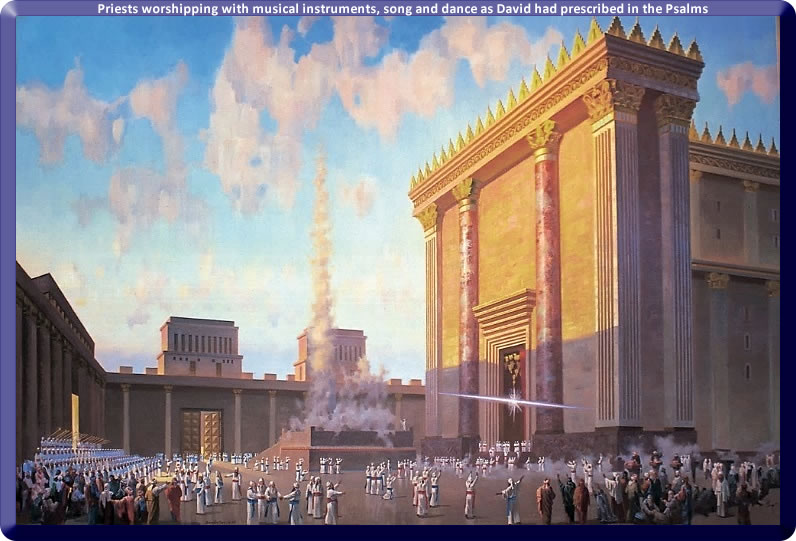 Priests worshipping with musical instruments, song and dance as David had prescribed in the Psalms